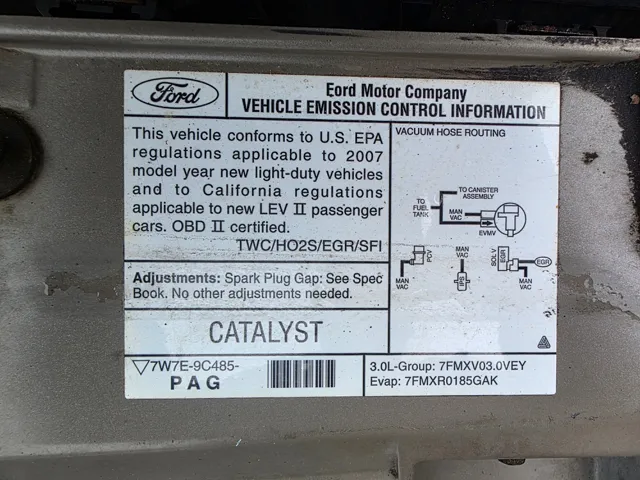 Ford
Ford Motor Company
VEHICLE EMISSION CONTROL INFORMATION
This vehicle conforms to U.S. EPA
regulations applicable to 2007
model year new light-duty vehicles
and to California regulations
applicable to new LEV II passenger
cars. OBD II certified.
TWC/HO2S/EGR/SFI
Adjustments: Spark Plug Gap: See Spec
Book. No other adjustments needed.
CATALYST
7W7E-9C485-
PAG
VACUUM HOSE ROUTING
TO CANISTER
ASSEMBLY
TO
FUEL
TANK
MAN
VAC
EVMV
PCV
MAN
VAC
IPS
MAN
VAC
SOL V
EGR
EGR
MAN
VAC
3.0L-Group: 7FMXV03.0VEY
Evap: 7FMXR0185GAK